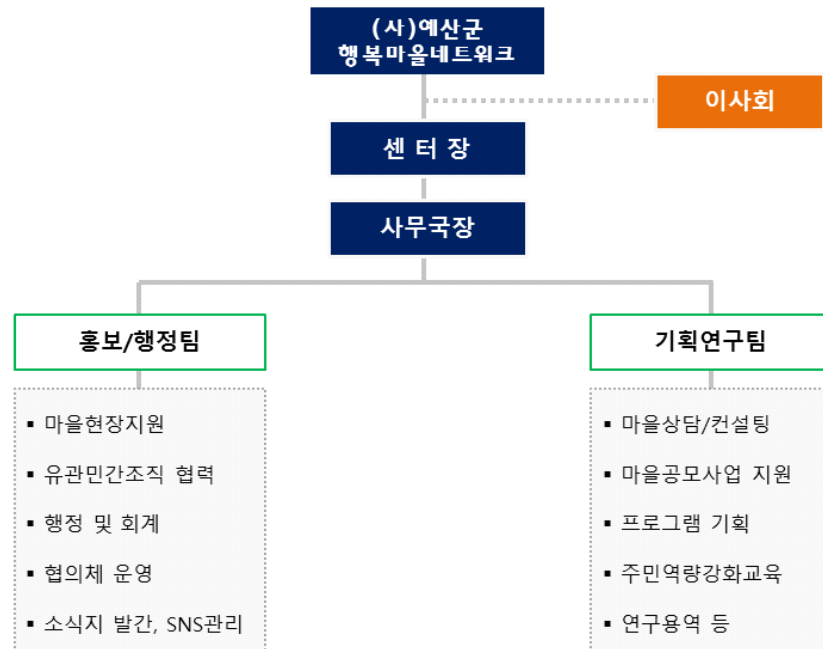 (사)예산군
행복마을네트워크
이사회
센 터 장
사무국장
홍보/행정팀
▪ 마을현장지원
▪ 유관민간조직 협력
▪ 행정 및 회계
▪ 협의체 운영
▪ 소식지 발간, SNS관리
기획연구팀
▪ 마을상담/컨설팅
▪ 마을공모사업 지원
▪ 프로그램 기획
▪ 주민역량강화교육
▪ 연구용역 등